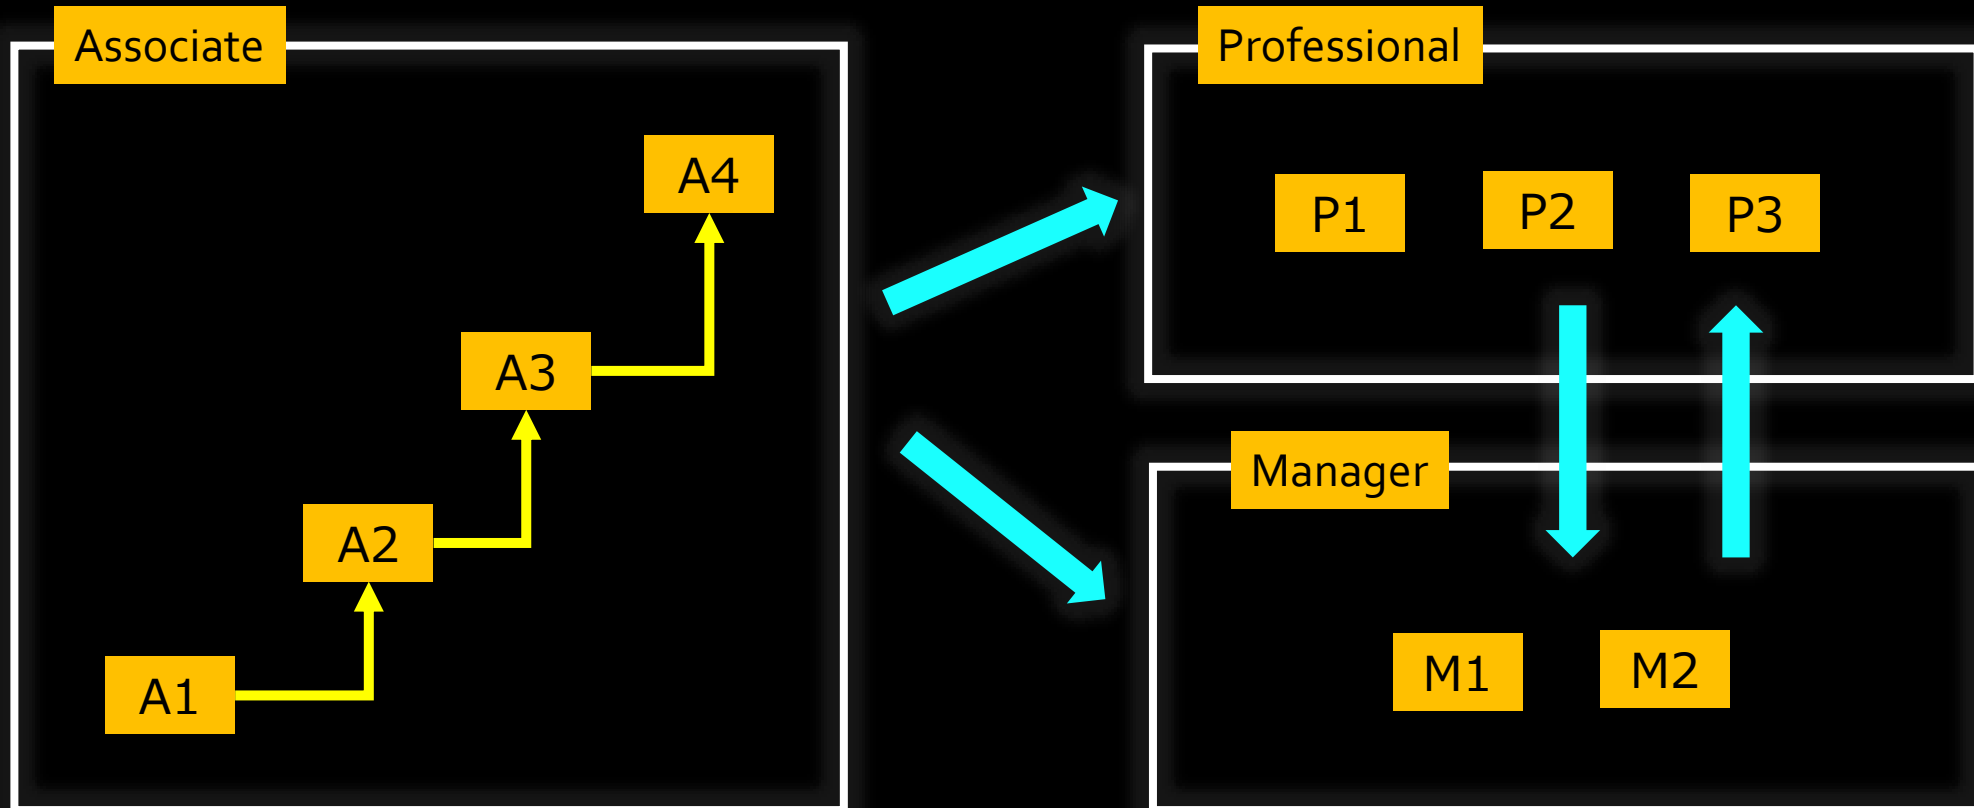 Associate
A4
A3
A2
A1
Professional
P1
P2
P3
Manager
M1
M2